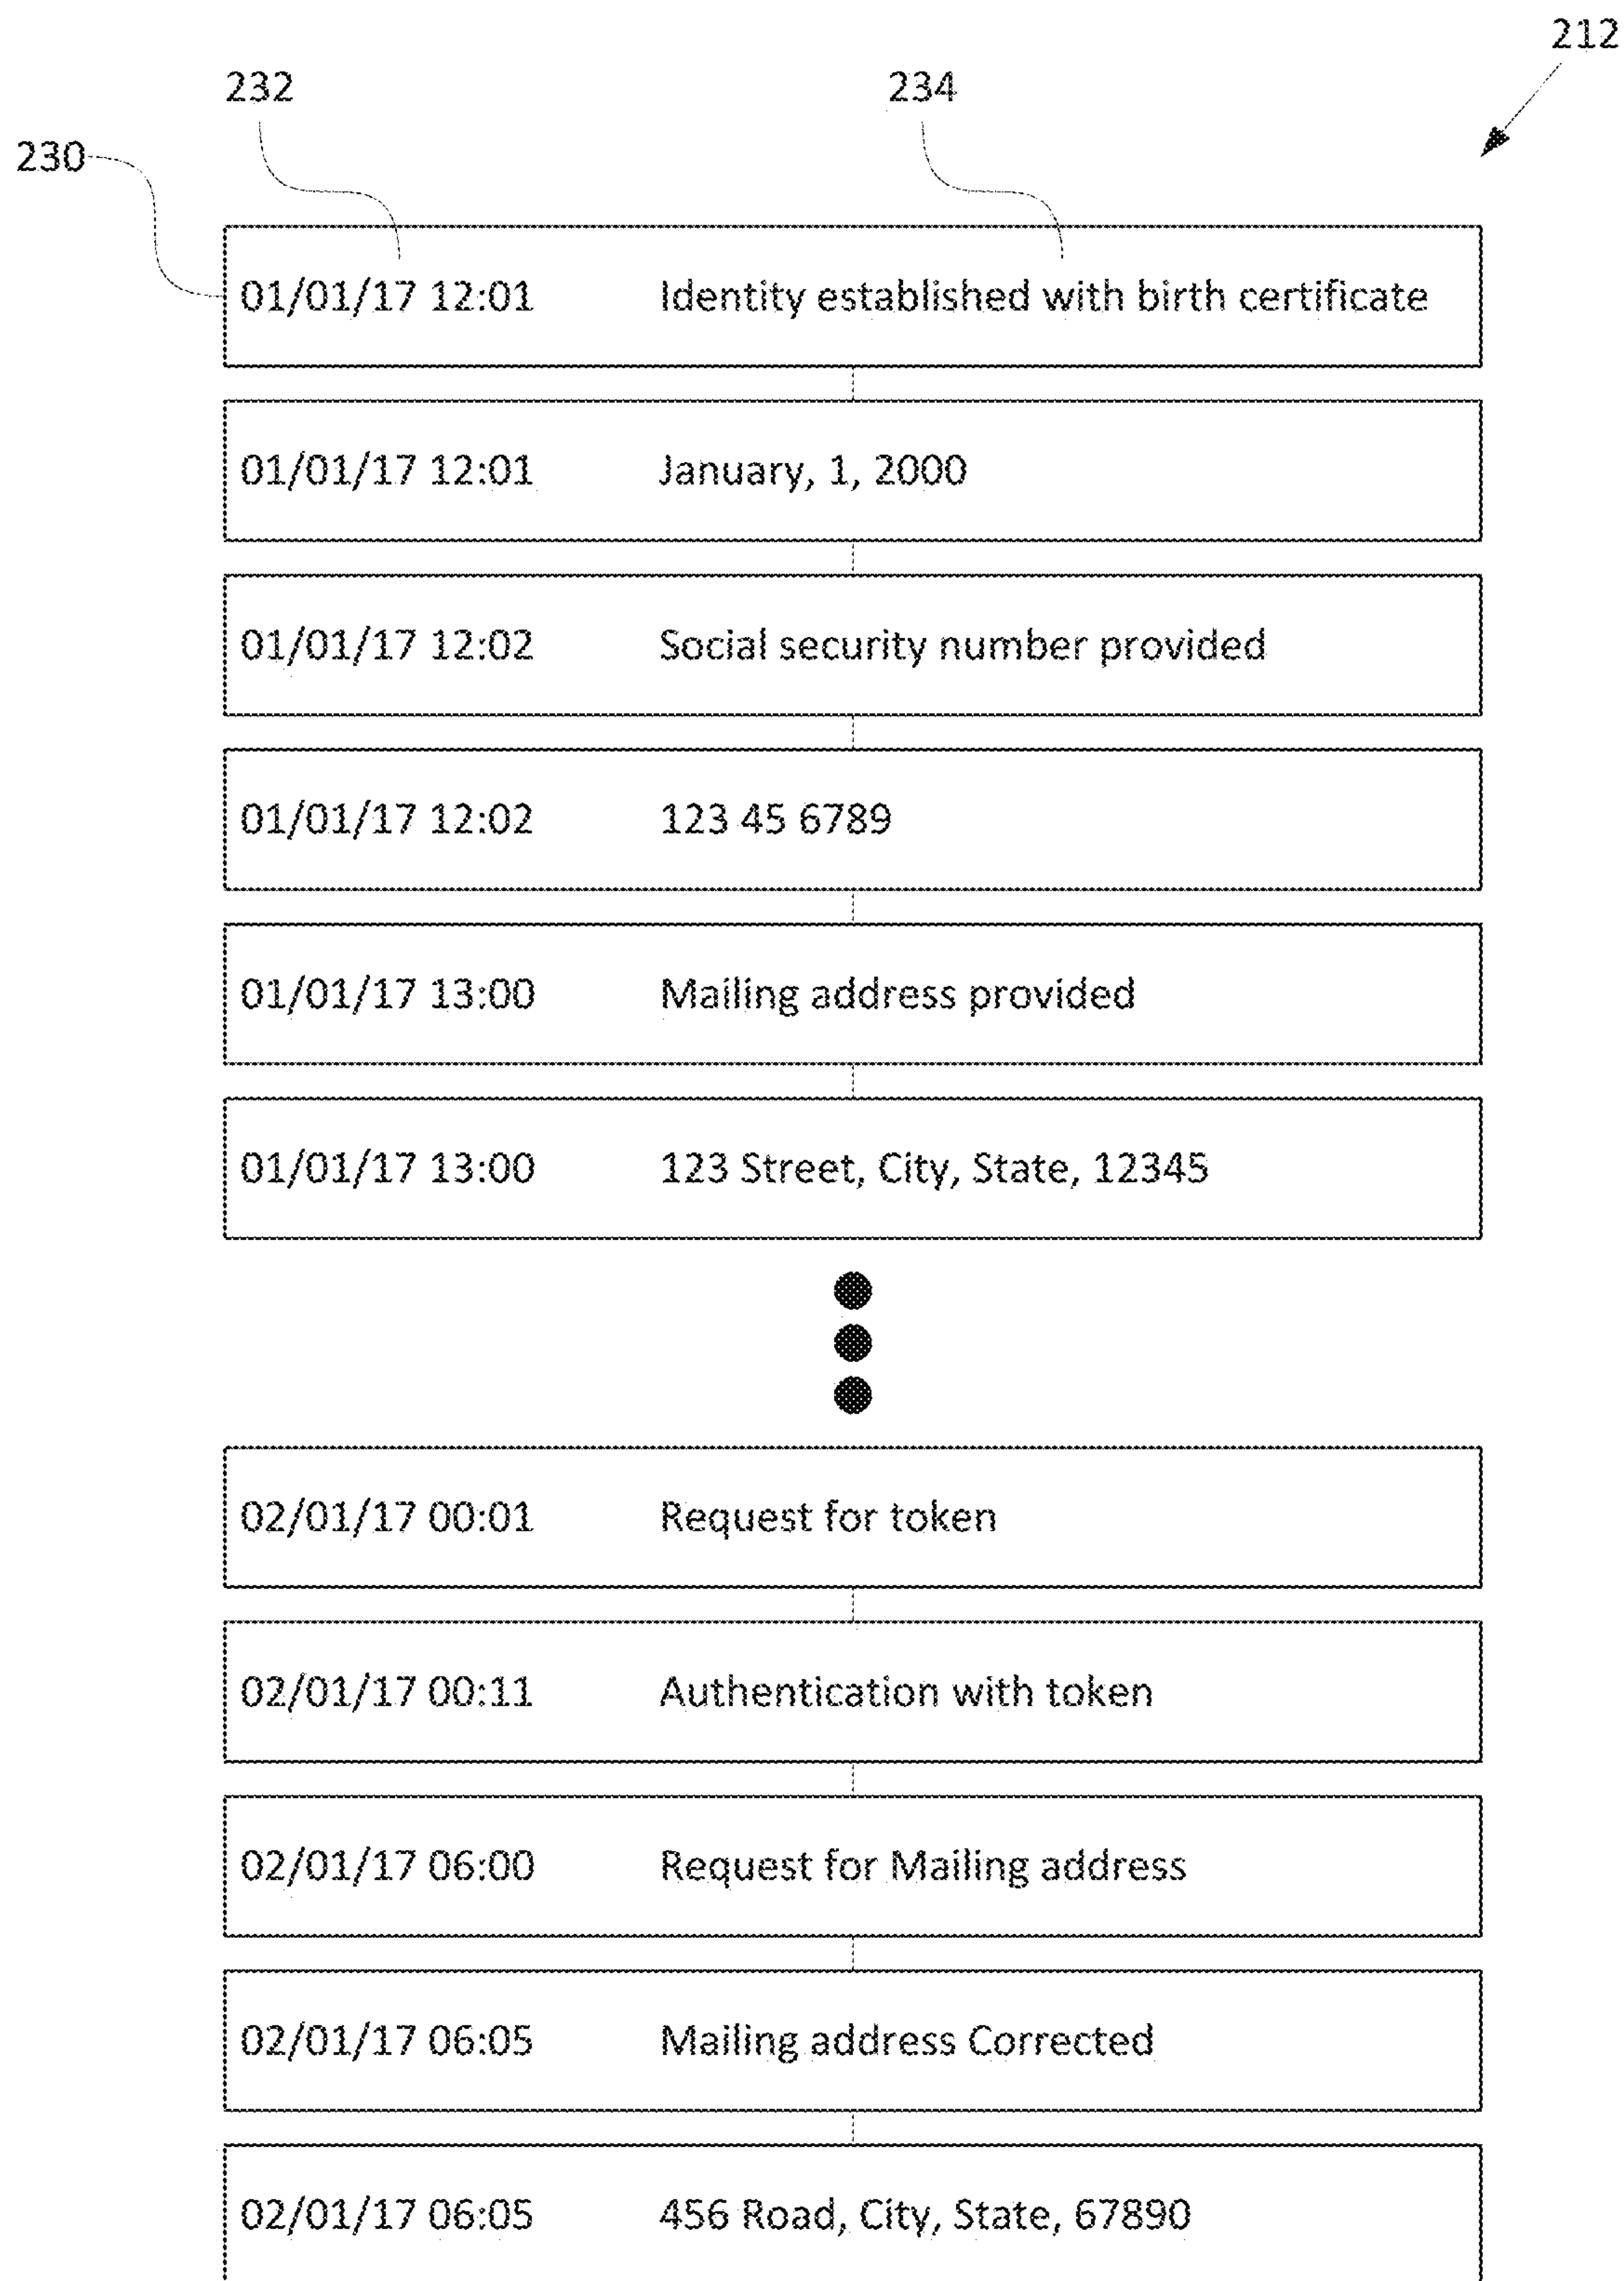 212
232
234
230
01/01/17 12:01 Identity established with birth certificate
01/01/17 12:01 January, 1, 2000
01/01/17 12:02 Social security number provided
01/01/17 12:02 123 45 6789
01/01/17 13:00 Mailing address provided
01/01/17 13:00 123 Street, City, State, 12345
02/01/17 00:01 Request for token
02/01/17 00:11 Authentication with token
02/01/17 06:00 Request for Mailing address
02/01/17 06:05 Mailing address Corrected
02/01/17 06:05 456 Road, City, State, 67890